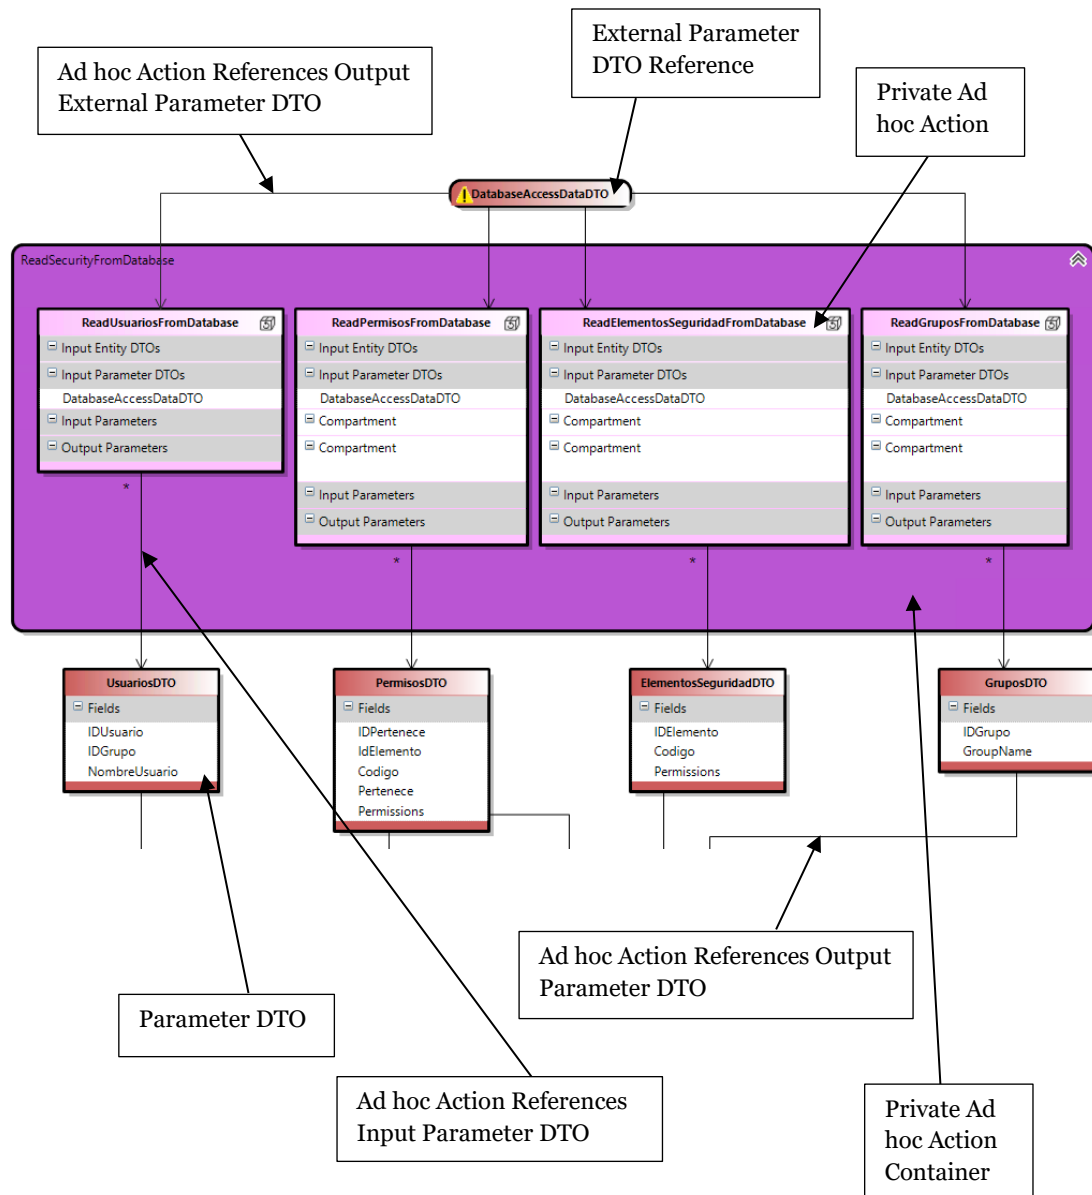 External Parameter
DTO Reference
Ad hoc Action References Output
External Parameter DTO
Private Ad
hoc Action
DatabaseAccessDataDTO
ReadSecurityFromDatabase
ReadUsuariosFromDatabase
Input Entity DTOs
Input Parameter DTOs
DatabaseAccessDataDTO
Input Parameters
Output Parameters
*
ReadPermisosFromDatabase
Input Entity DTOs
Input Parameter DTOs
DatabaseAccessDataDTO
Compartment
Compartment
Input Parameters
Output Parameters
*
ReadElementosSeguridadFromDatabase
Input Entity DTOs
Input Parameter DTOs
DatabaseAccessDataDTO
Compartment
Compartment
Input Parameters
Output Parameters
*
ReadGruposFromDatabase
Input Entity DTOs
Input Parameter DTOs
DatabaseAccessDataDTO
Compartment
Compartment
Input Parameters
Output Parameters
*
UsuariosDTO
Fields
IDUsuario
IDGrupo
NombreUsuario
PermisosDTO
Fields
IDPertenece
IdElemento
Codigo
Pertenece
Permissions
ElementosSeguridadDTO
Fields
IDElemento
Codigo
Permissions
GruposDTO
Fields
IDGrupo
GroupName
Ad hoc Action References Output
Parameter DTO
Parameter DTO
Ad hoc Action References
Input Parameter DTO
Private Ad
hoc Action
Container